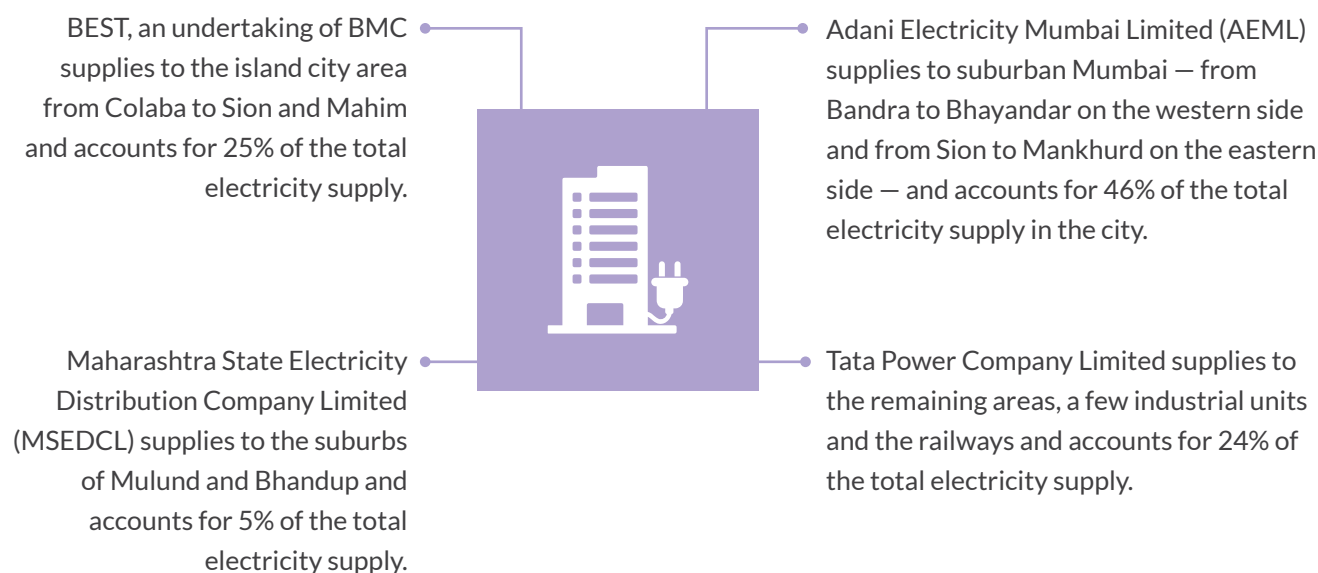 BEST, an undertaking of BMC
supplies to the island city area
from Colaba to Sion and Mahim
and accounts for 25% of the total
electricity supply.
Adani Electricity Mumbai Limited (AEML)
supplies to suburban Mumbai — from
Bandra to Bhayandar on the western side
and from Sion to Mankhurd on the eastern
side — and accounts for 46% of the total
electricity supply in the city.
Maharashtra State Electricity
Distribution Company Limited
(MSEDCL) supplies to the suburbs
of Mulund and Bhandup and
accounts for 5% of the total
electricity supply.
Tata Power Company Limited supplies to
the remaining areas, a few industrial units
and the railways and accounts for 24% of
the total electricity supply.